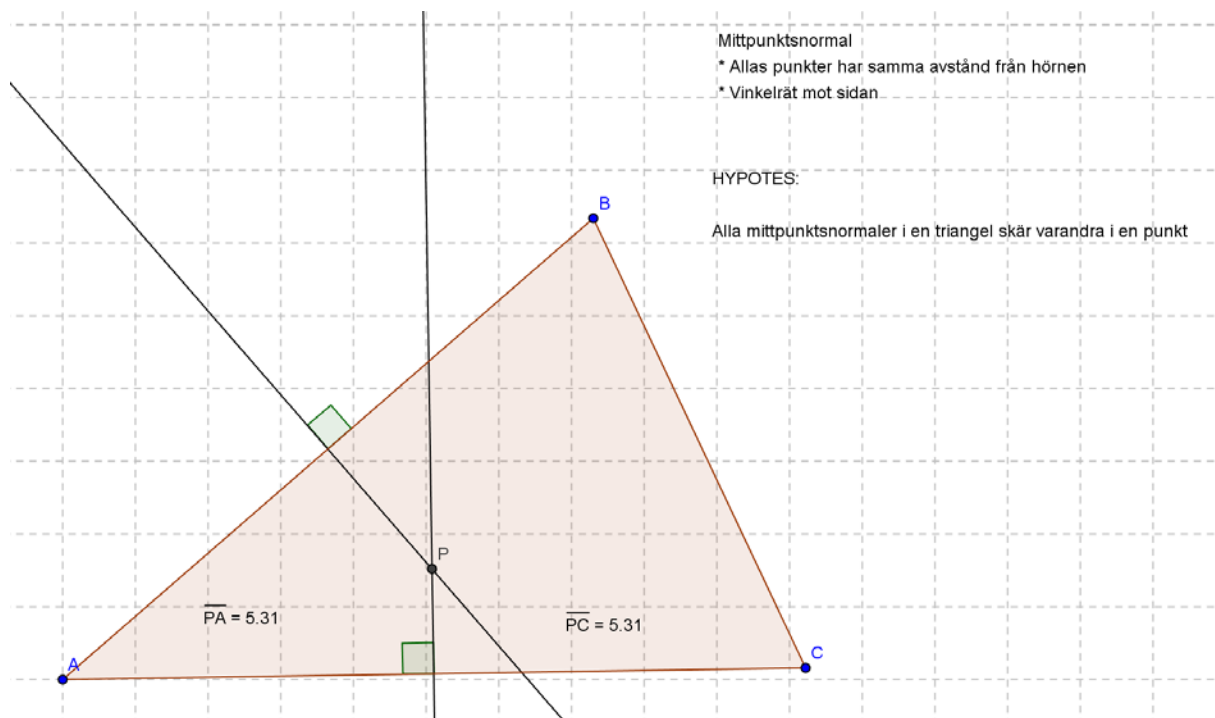 Mittpunktsnormal
* Allas punkter har samma avstånd från hörnen
* Vinkelrät mot sidan
HYPOTES:
Alla mittpunktsnormaler i en triangel skär varandra i en punkt
B
P
PA = 5.31
PC = 5.31
A
C